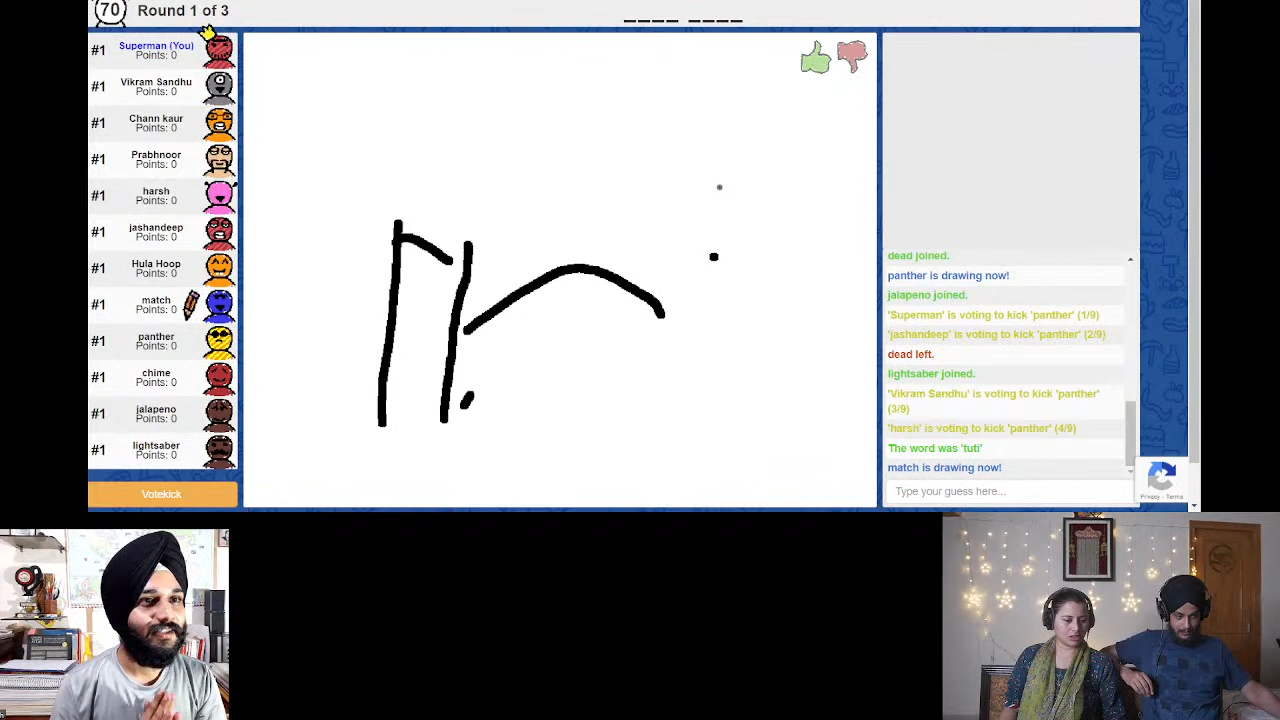 70 Round 1 of 3 ____ ____
#1 Superman (You) Points: 0
#1 Vikram Sandhu Points: 0
#1 Chann kaur Points: 0
#1 Prabhnoor Points: 0
#1 harsh Points: 0
#1 jashandeep Points: 0
#1 Hula Hoop Points: 0
#1 match Points: 0
#1 panther Points: 0
#1 chime Points: 0
#1 jalapeno Points: 0
#1 lightsaber Points: 0
Votekick
dead joined.
panther is drawing now!
jalapeno joined.
'Superman' is voting to kick 'panther' (1/9)
'jashandeep' is voting to kick 'panther' (2/9)
dead left.
lightsaber joined.
'Vikram Sandhu' is voting to kick 'panther'
(3/9)
'harsh' is voting to kick 'panther' (4/9)
The word was 'tuti'
match is drawing now!
Type your guess here...
Privacy - Terms